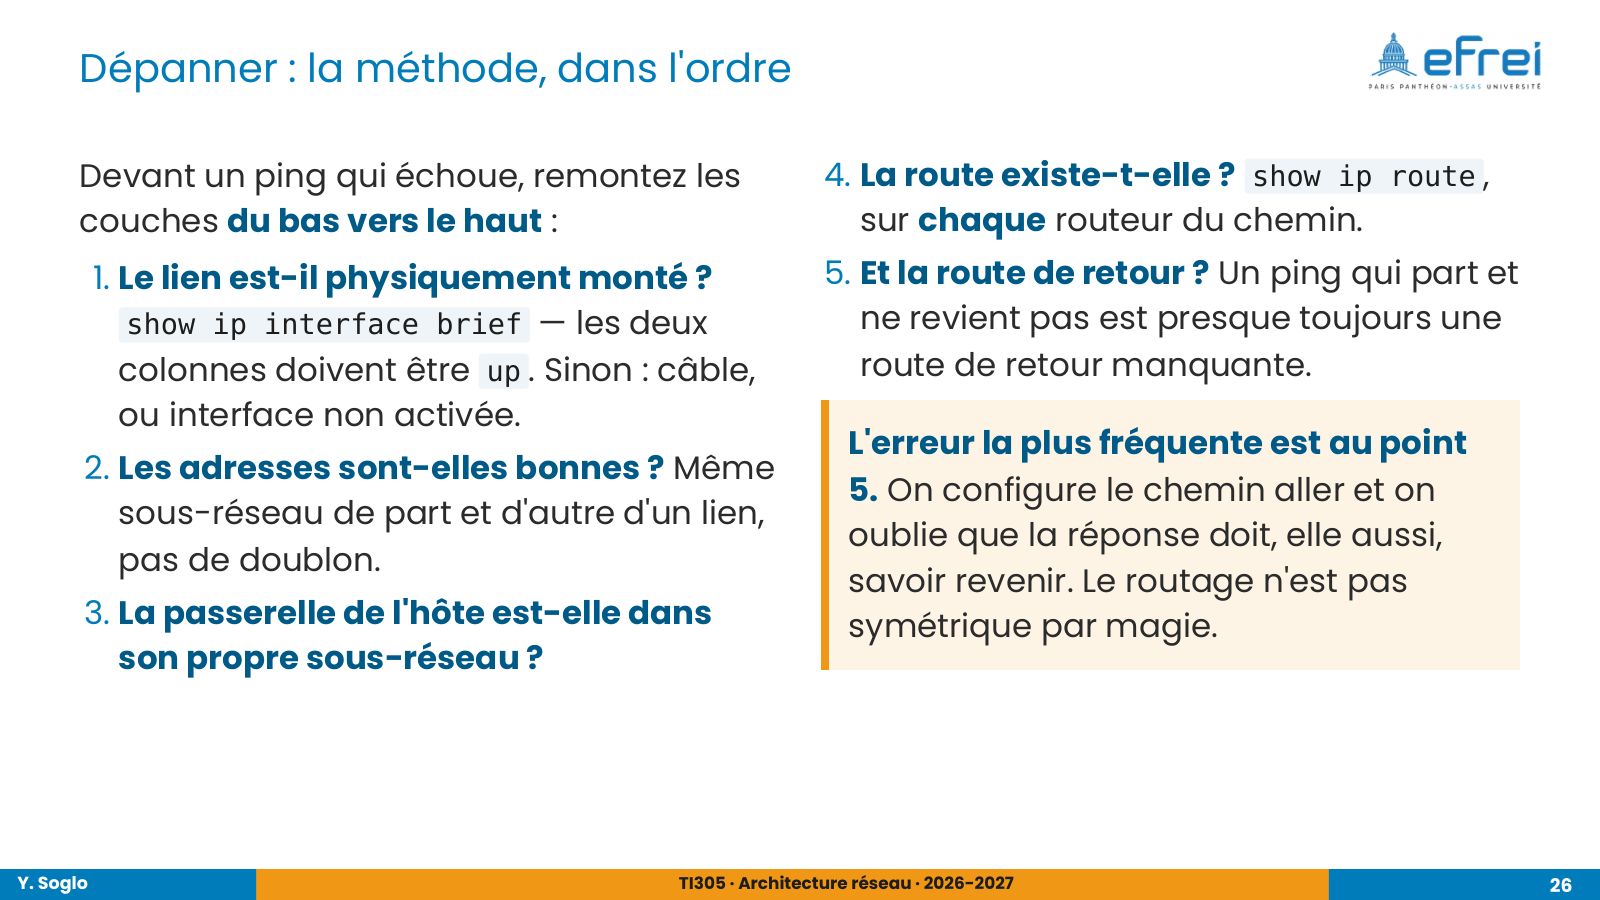 Dépanner : la méthode, dans l'ordre
efrei
PARIS PANTHÉON-ASSAS UNIVERSITÉ
Devant un ping qui échoue, remontez les
couches du bas vers le haut :
1. Le lien est-il physiquement monté ?
show ip interface brief — les deux
colonnes doivent être up. Sinon : câble,
ou interface non activée.
2. Les adresses sont-elles bonnes ? Même
sous-réseau de part et d'autre d'un lien,
pas de doublon.
3. La passerelle de l'hôte est-elle dans
son propre sous-réseau ?
4. La route existe-t-elle ? show ip route,
sur chaque routeur du chemin.
5. Et la route de retour ? Un ping qui part et
ne revient pas est presque toujours une
route de retour manquante.
L'erreur la plus fréquente est au point
5. On configure le chemin aller et on
oublie que la réponse doit, elle aussi,
savoir revenir. Le routage n'est pas
symétrique par magie.
Y. Soglo
TI305 · Architecture réseau · 2026-2027
26